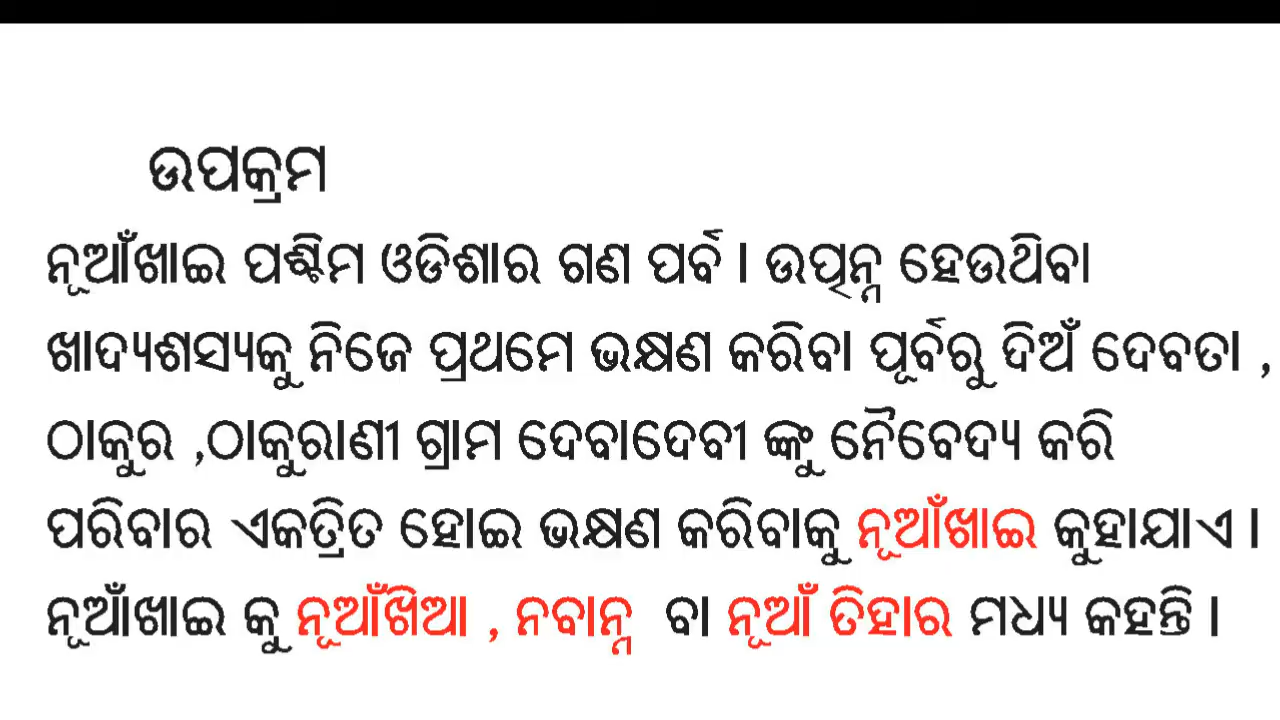 ଉପକ୍ରମ
ନୂଆଁଖାଇ ପଶ୍ଚିମ ଓଡିଶାର ଗଣ ପର୍ବ । ଉତ୍ପନ୍ନ ହେଉଥିବା
ଖାଦ୍ୟଶସ୍ୟକୁ ନିଜେ ପ୍ରଥମେ ଭକ୍ଷଣ କରିବା ପୂର୍ବରୁ ଦିଅଁ ଦେବତା ,
ଠାକୁର ,ଠାକୁରାଣୀ ଗ୍ରାମ ଦେବାଦେବୀ ଙ୍କୁ ନୈବେଦ୍ୟ କରି
ପରିବାର ଏକତ୍ରିତ ହୋଇ ଭକ୍ଷଣ କରିବାକୁ ନୂଆଁଖାଇ କୁହାଯାଏ ।
ନୂଆଁଖାଇ କୁ ନୂଆଁଖିଆ , ନବାନ୍ନ ବା ନୂଆଁ ତିହାର ମଧ୍ୟ କହନ୍ତି ।